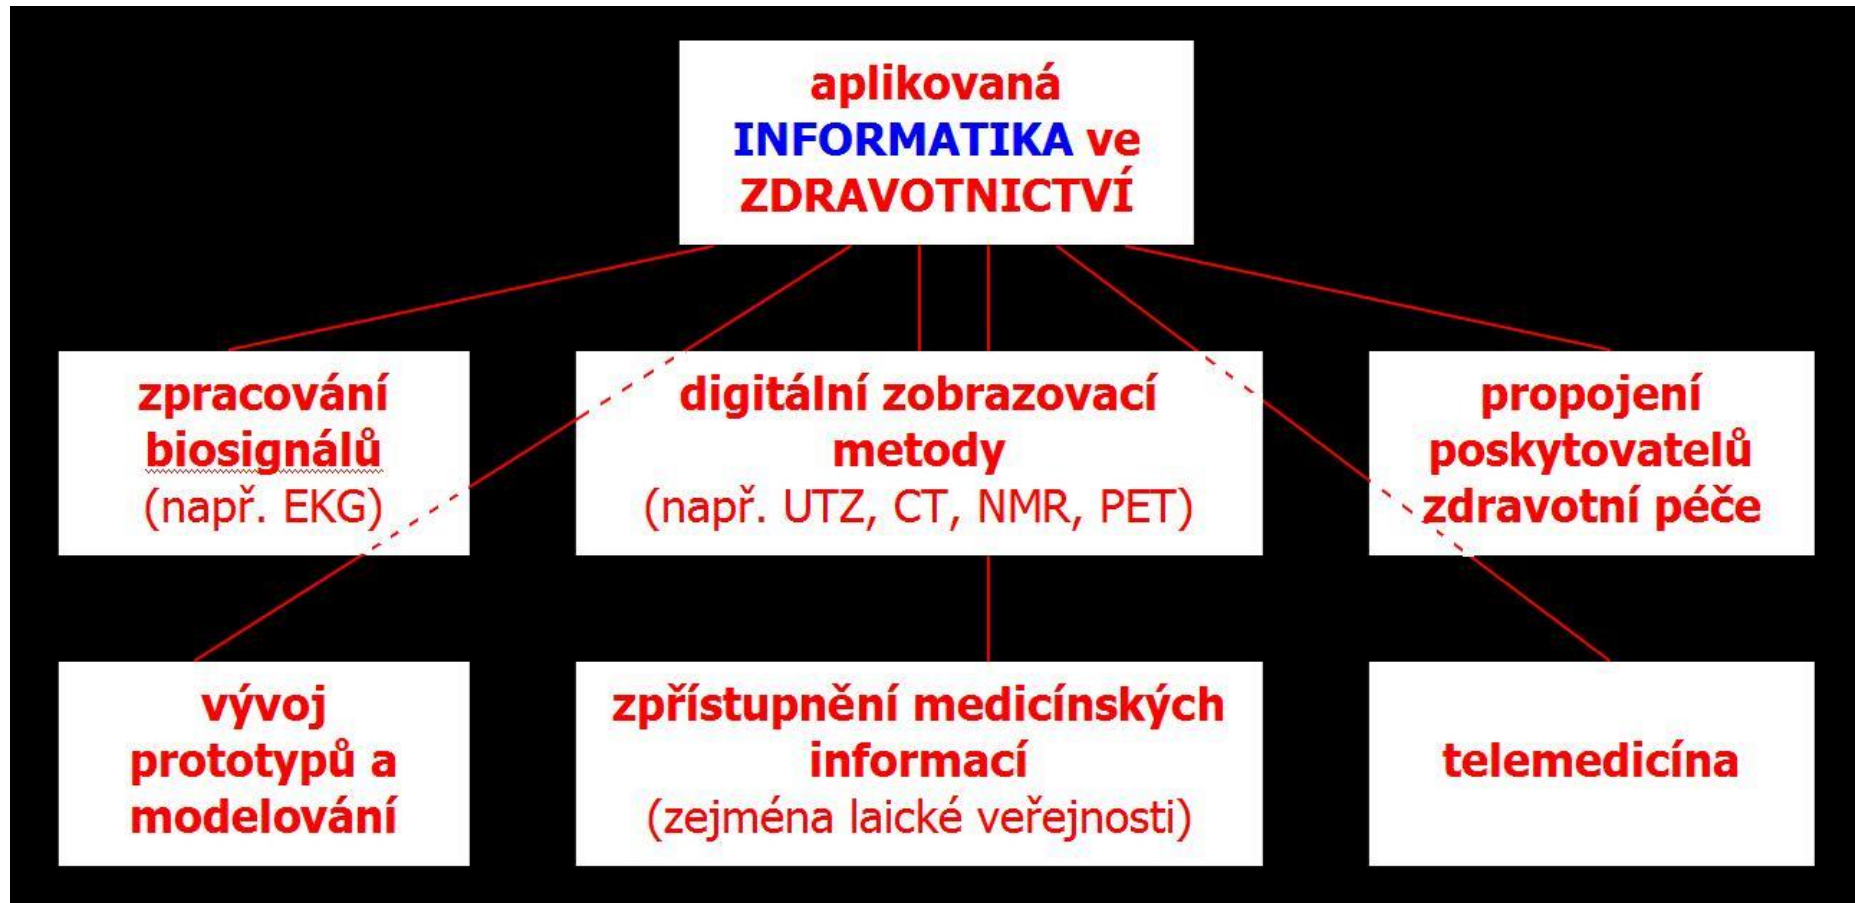 aplikovaná
INFORMATIKA ve
ZDRAVOTNICTVÍ
zpracování
biosignálů
(např. EKG)
digitální zobrazovací
metody
(např. UTZ, CT, NMR, PET)
propojení
poskytovatelů
zdravotní péče
vývoj
prototypů a
modelování
zpřístupnění medicínských
informací
(zejména laické veřejnosti)
telemedicína